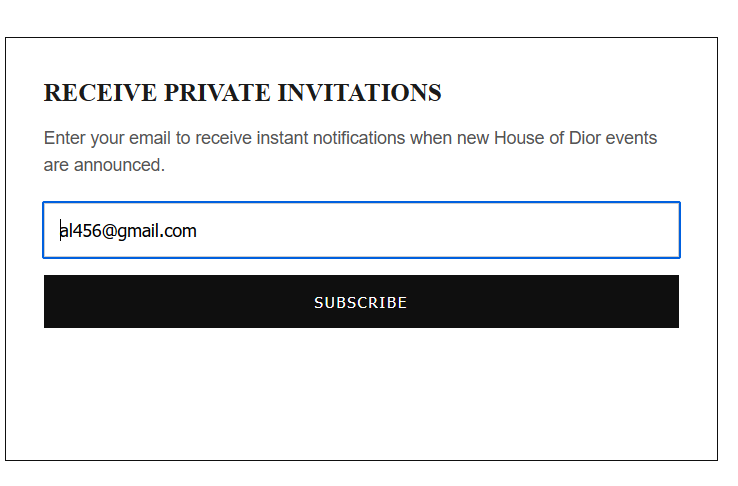 RECEIVE PRIVATE INVITATIONS
Enter your email to receive instant notifications when new House of Dior events
are announced.
al456@gmail.com
SUBSCRIBE